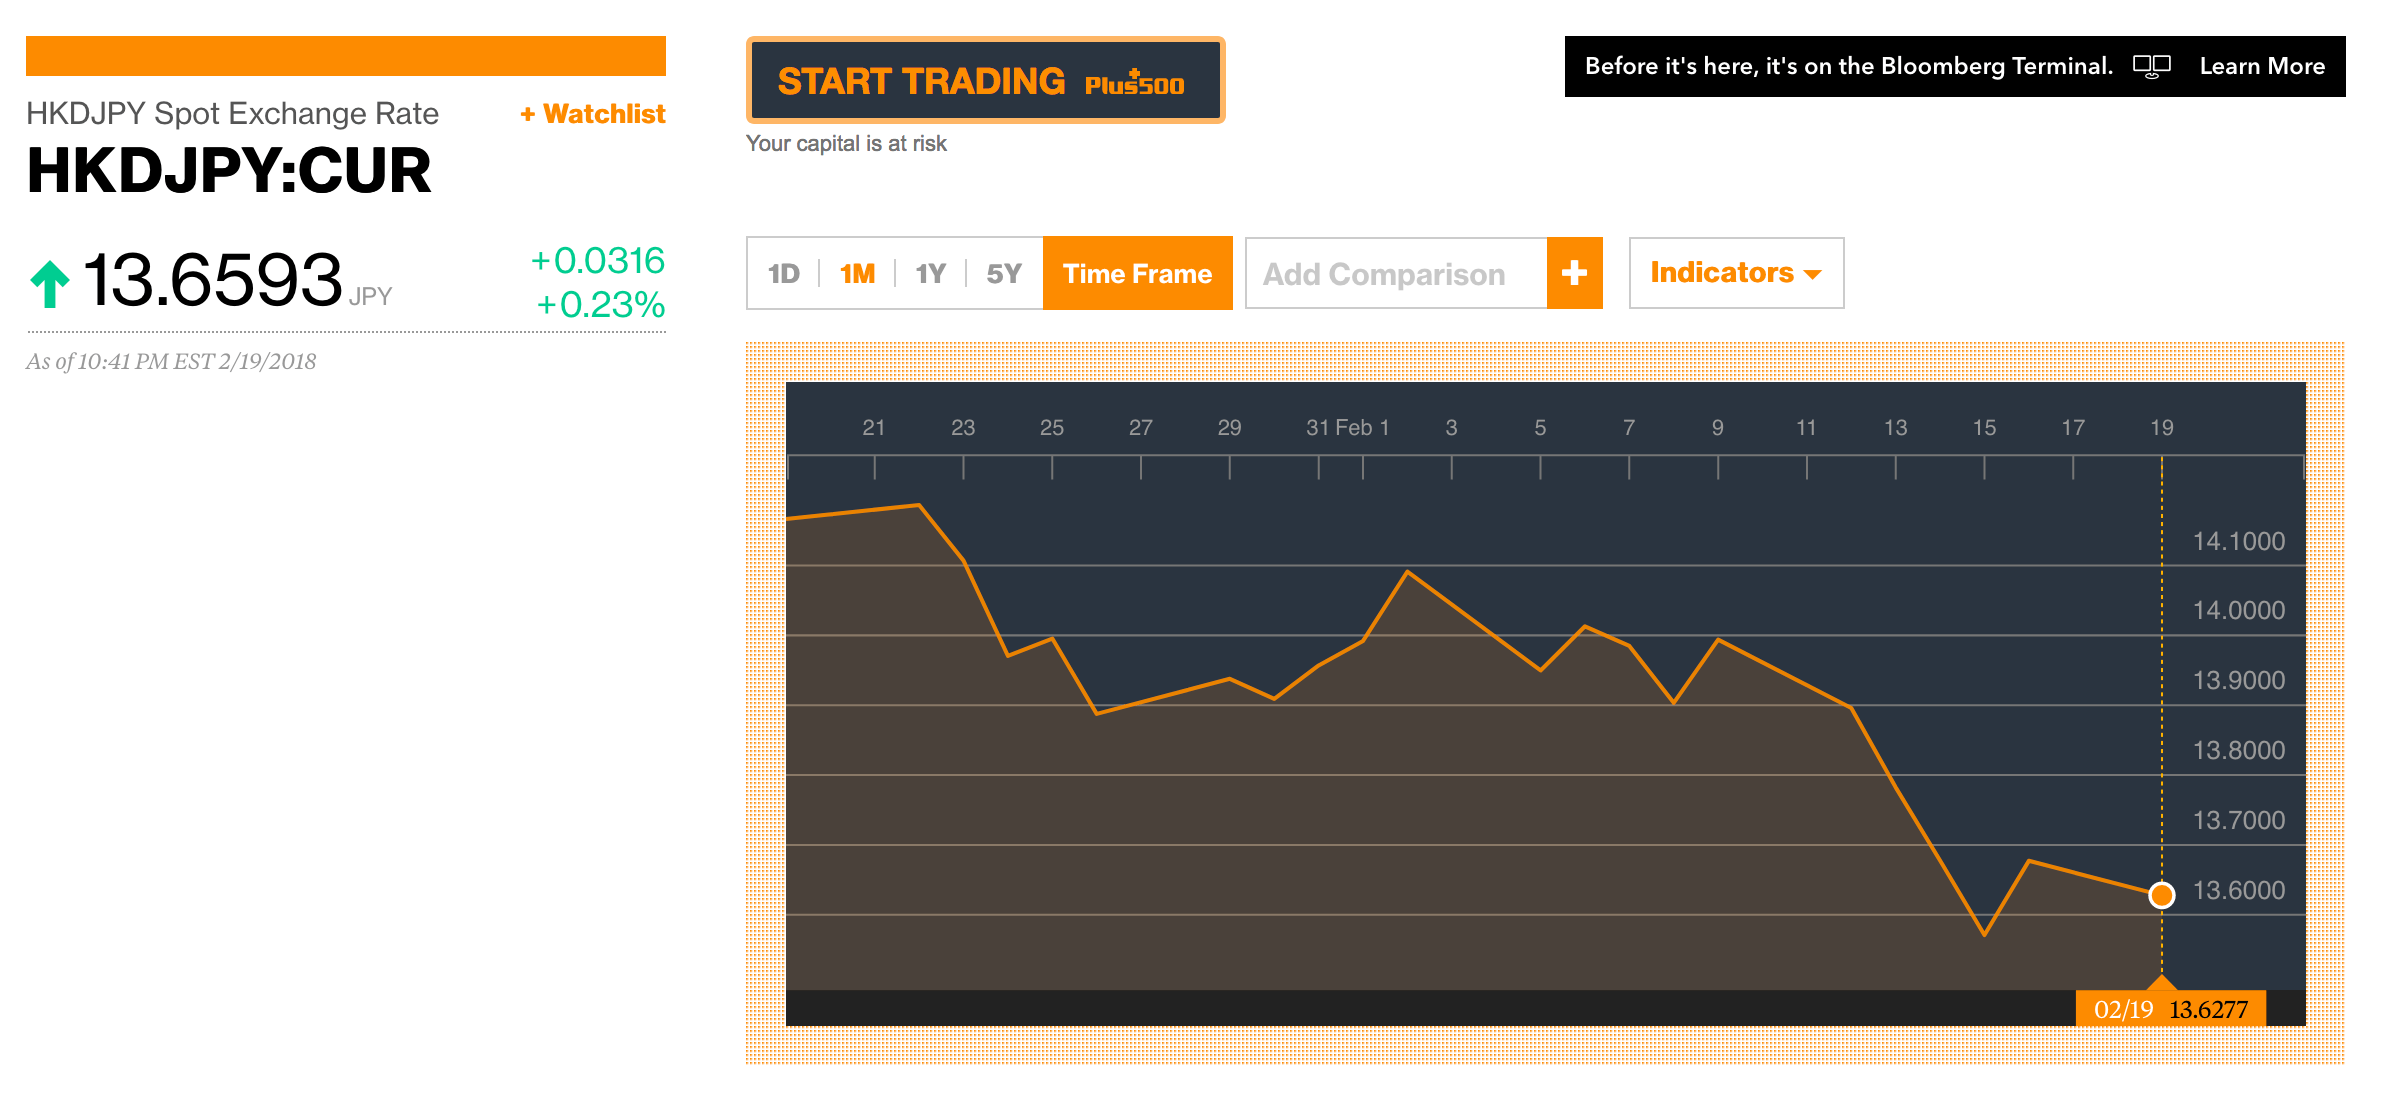 HKDJPY Spot Exchange Rate
+ Watchlist
HKDJPY:CUR
13.6593 JPY
+0.0316
+0.23%
As of 10:41 PM EST 2/19/2018
START TRADING Plus500
Your capital is at risk
Before it's here, it's on the Bloomberg Terminal. Learn More
1D 1M 1Y 5Y Time Frame
Add Comparison +
Indicators
21 23 25 27 29 31 Feb 1 3 5 7 9 11 13 15 17 19
14.1000
14.0000
13.9000
13.8000
13.7000
13.6000
02/19 13.6277